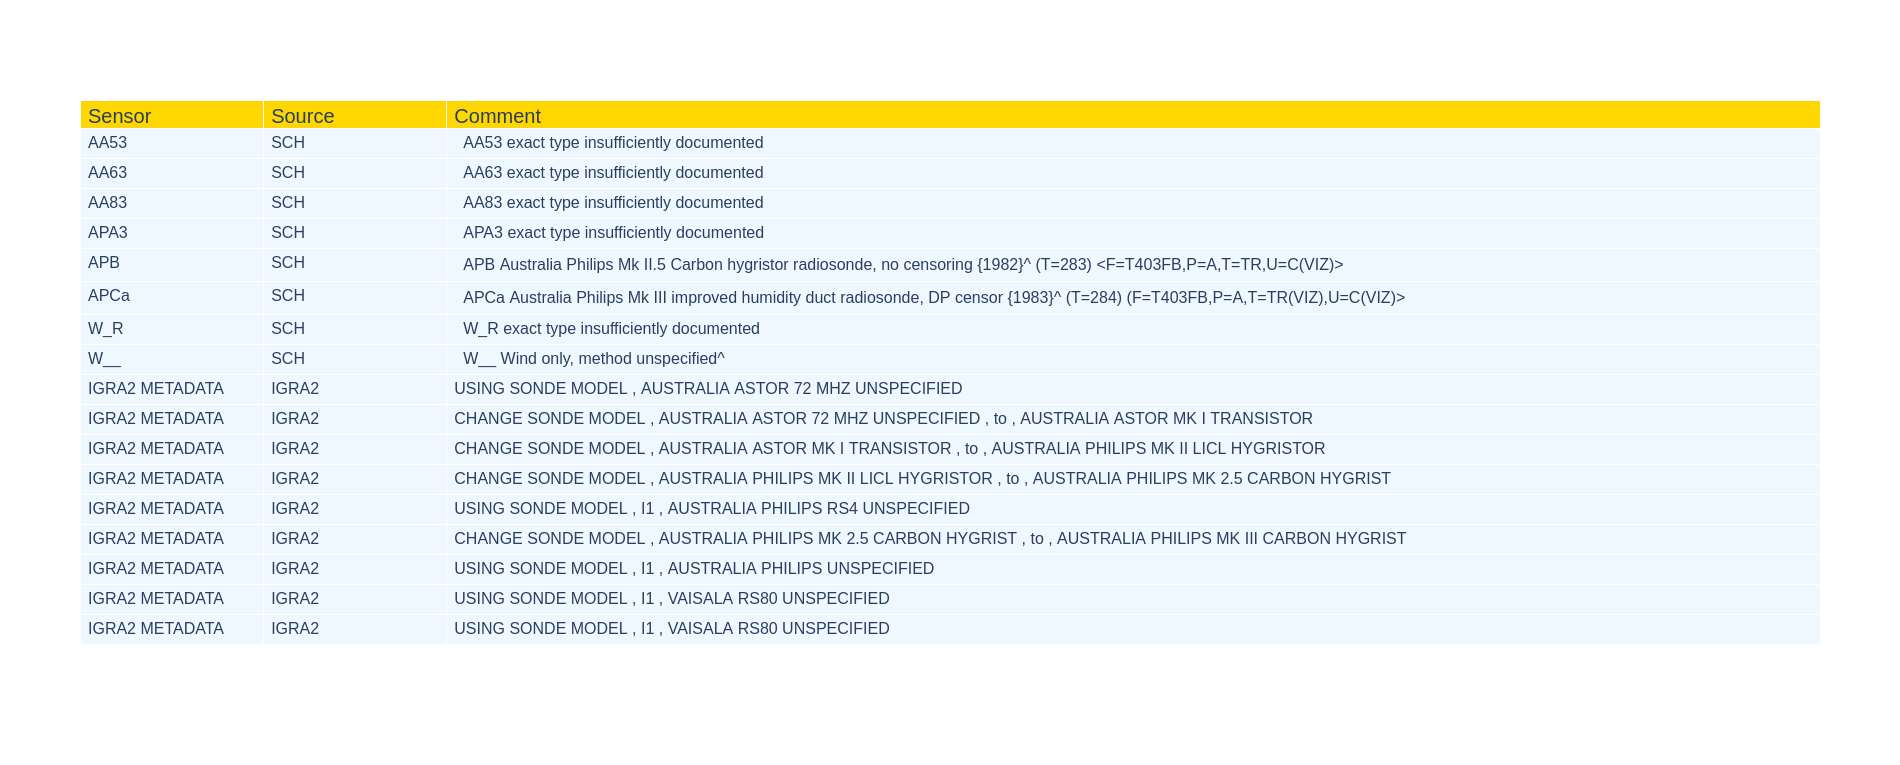 Sensor Source Comment
AA53 SCH AA53 exact type insufficiently documented
AA63 SCH AA63 exact type insufficiently documented
AA83 SCH AA83 exact type insufficiently documented
APA3 SCH APA3 exact type insufficiently documented
APB SCH APB Australia Philips Mk II.5 Carbon hygristor radiosonde, no censoring {1982}^ (T=283) <F=T403FB,P=A,T=TR,U=C(VIZ)>
APCa SCH APCa Australia Philips Mk III improved humidity duct radiosonde, DP censor {1983}^ (T=284) (F=T403FB,P=A,T=TR(VIZ),U=C(VIZ)>
W_R SCH W_R exact type insufficiently documented
W__ SCH W__ Wind only, method unspecified^
IGRA2 METADATA IGRA2 USING SONDE MODEL , AUSTRALIA ASTOR 72 MHZ UNSPECIFIED
IGRA2 METADATA IGRA2 CHANGE SONDE MODEL , AUSTRALIA ASTOR 72 MHZ UNSPECIFIED , to , AUSTRALIA ASTOR MK I TRANSISTOR
IGRA2 METADATA IGRA2 CHANGE SONDE MODEL , AUSTRALIA ASTOR MK I TRANSISTOR , to , AUSTRALIA PHILIPS MK II LICL HYGRISTOR
IGRA2 METADATA IGRA2 CHANGE SONDE MODEL , AUSTRALIA PHILIPS MK II LICL HYGRISTOR , to , AUSTRALIA PHILIPS MK 2.5 CARBON HYGRIST
IGRA2 METADATA IGRA2 USING SONDE MODEL , I1 , AUSTRALIA PHILIPS RS4 UNSPECIFIED
IGRA2 METADATA IGRA2 CHANGE SONDE MODEL , AUSTRALIA PHILIPS MK 2.5 CARBON HYGRIST , to , AUSTRALIA PHILIPS MK III CARBON HYGRIST
IGRA2 METADATA IGRA2 USING SONDE MODEL , I1 , AUSTRALIA PHILIPS UNSPECIFIED
IGRA2 METADATA IGRA2 USING SONDE MODEL , I1 , VAISALA RS80 UNSPECIFIED
IGRA2 METADATA IGRA2 USING SONDE MODEL , I1 , VAISALA RS80 UNSPECIFIED